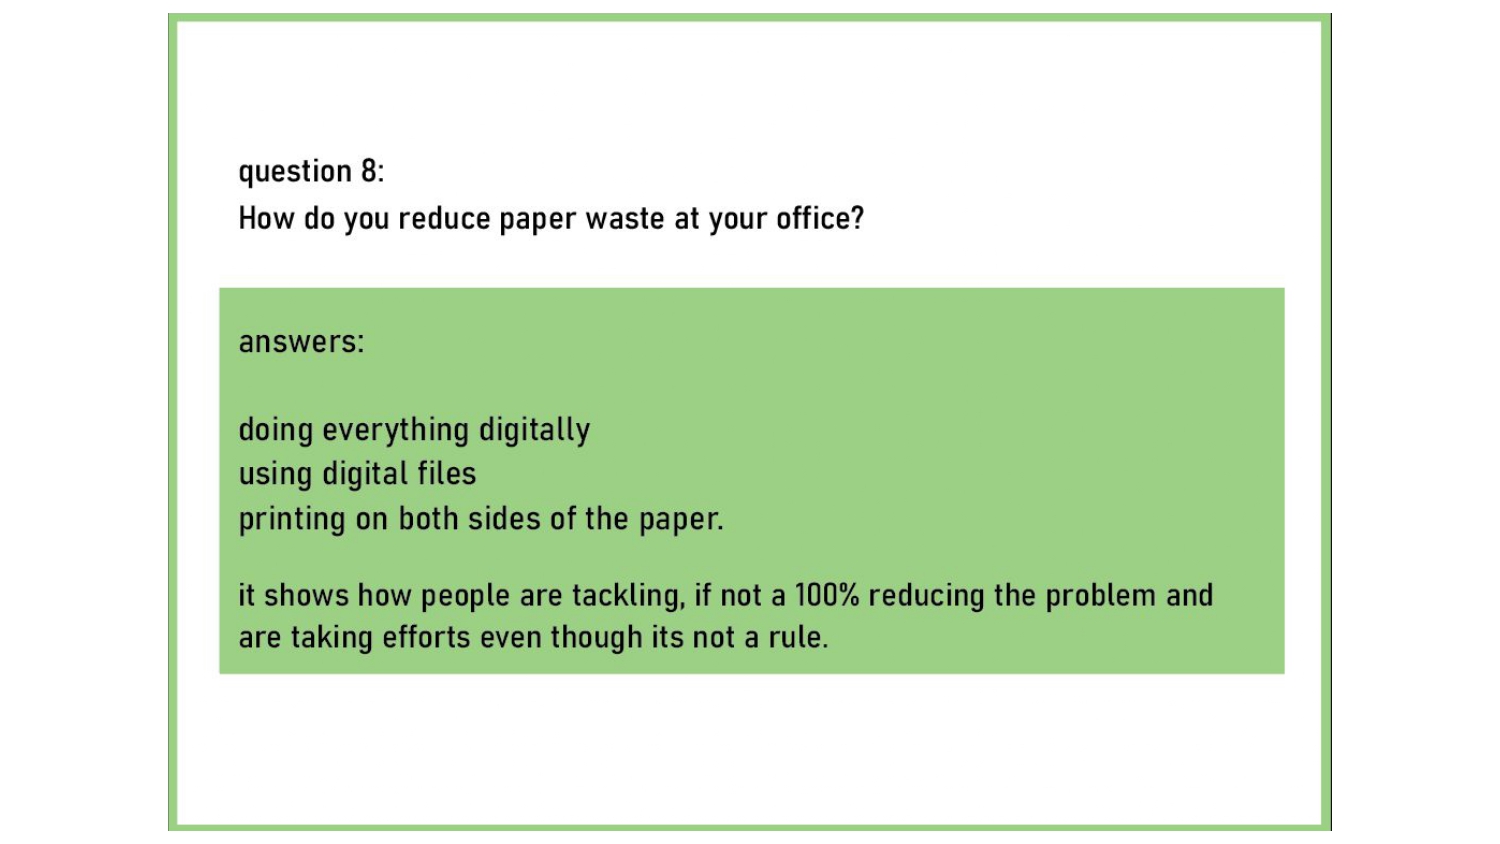 question 8:
How do you reduce paper waste at your office?
answers:
doing everything digitally
using digital files
printing on both sides of the paper.
it shows how people are tackling, if not a 100% reducing the problem and
are taking efforts even though its not a rule.